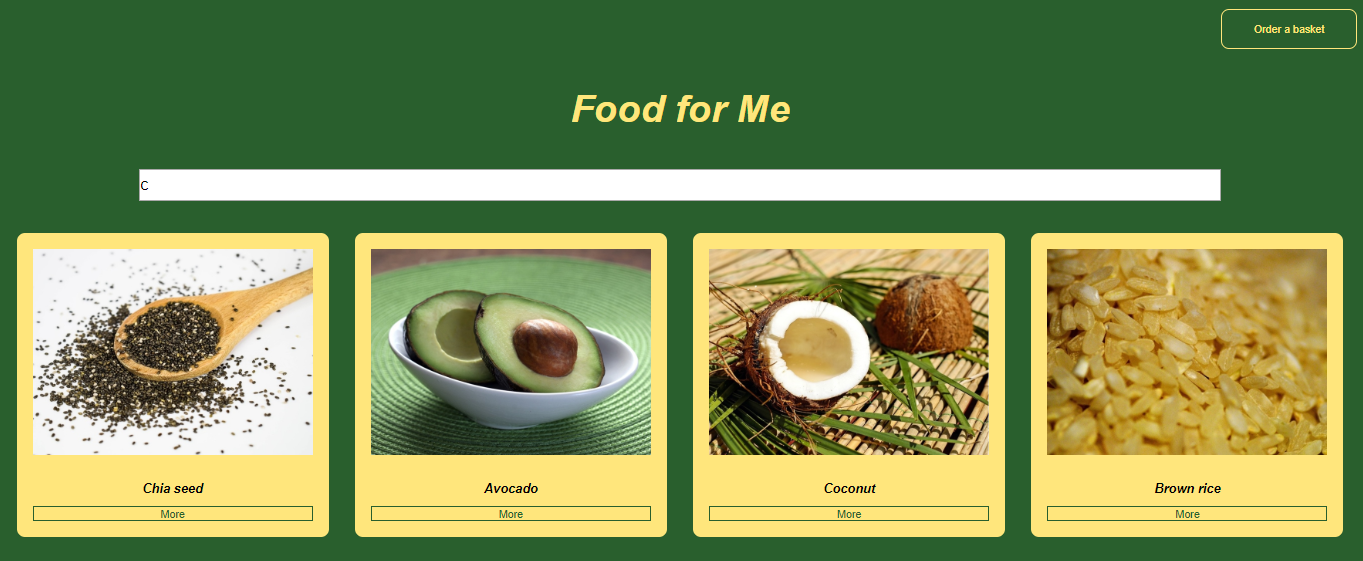 Order a basket
Food for Me
C
Chia seed
Avocado
Coconut
Brown rice
More
More
More
More